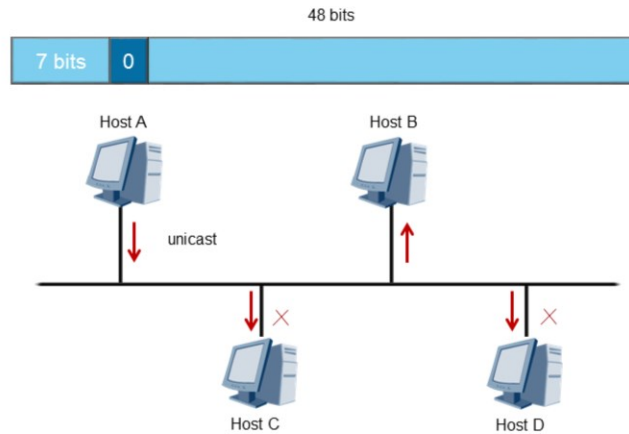 48 bits
7 bits 0
Host A
Host B
unicast
Host C
Host D